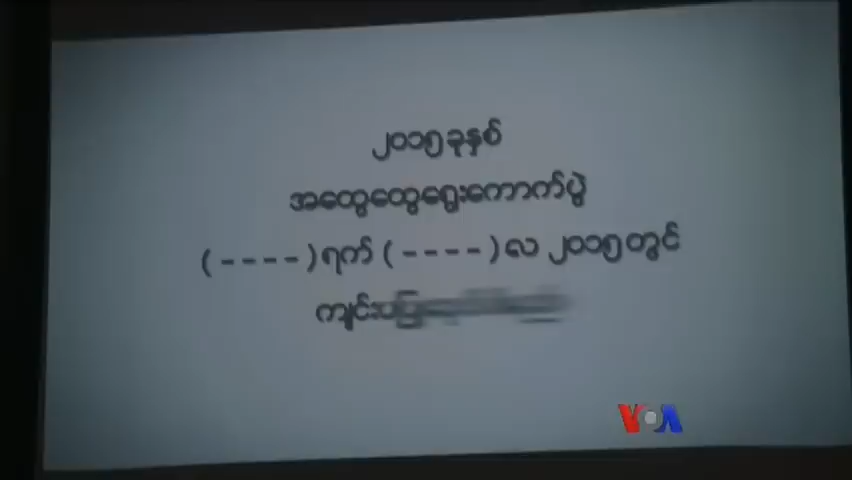 ၂၀၁၅ ခုနှစ်
အထွေထွေရွေးကောက်ပွဲ
( - - - - ) ရက် ( - - - - ) လ ၂၀၁၅ တွင်
ကျင်းပ
VOA